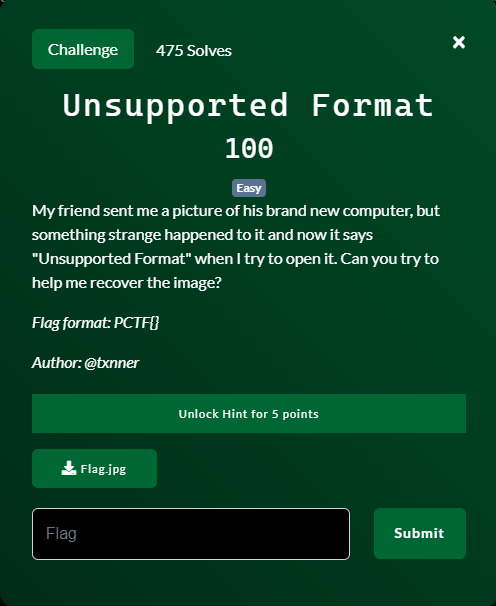 Challenge
475 Solves
×
Unsupported Format
100
Easy
My friend sent me a picture of his brand new computer, but
something strange happened to it and now it says
"Unsupported Format" when I try to open it. Can you try to
help me recover the image?
Flag format: PCTF{}
Author: @txnner
Unlock Hint for 5 points
Flag.jpg
Flag
Submit